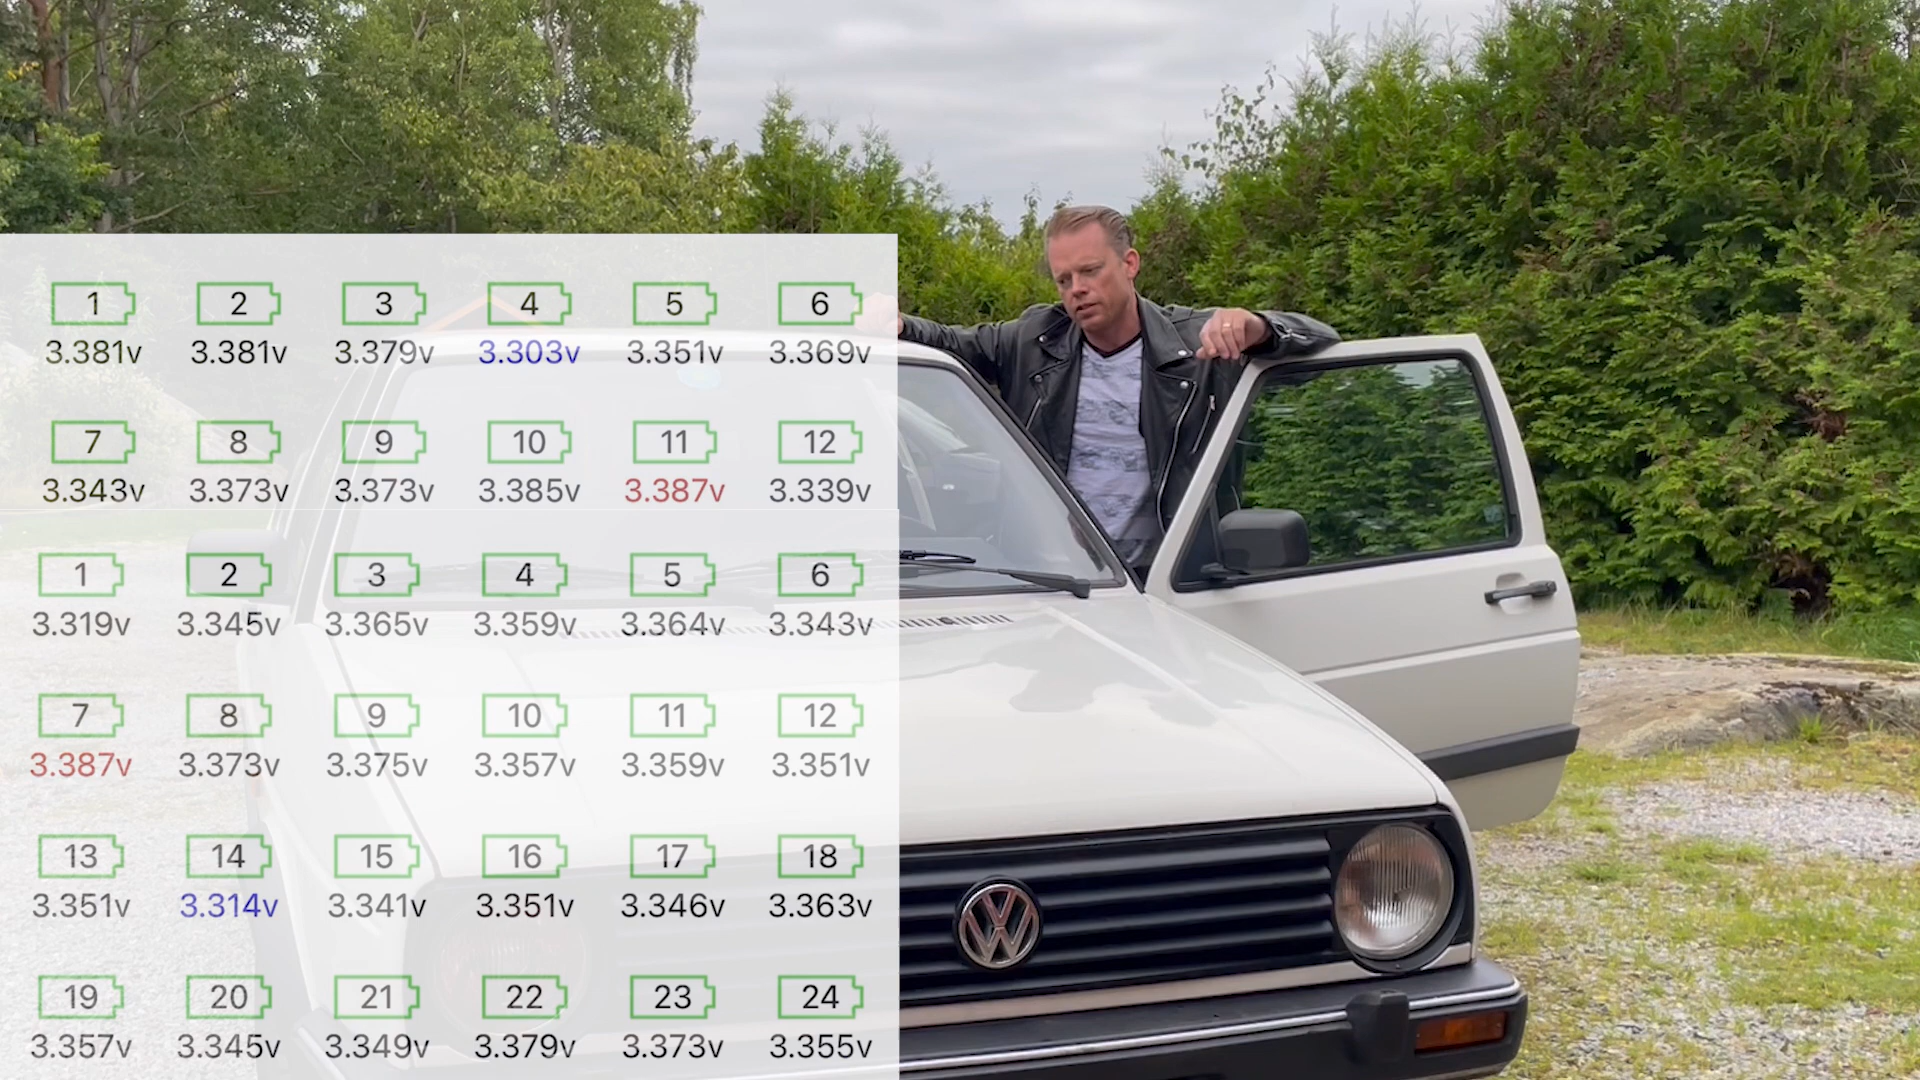 1 2 3 4 5 6
3.381v 3.381v 3.379v 3.303v 3.351v 3.369v
7 8 9 10 11 12
3.343v 3.373v 3.373v 3.385v 3.387v 3.339v
1 2 3 4 5 6
3.319v 3.345v 3.365v 3.359v 3.364v 3.343v
7 8 9 10 11 12
3.387v 3.373v 3.375v 3.357v 3.359v 3.351v
13 14 15 16 17 18
3.351v 3.314v 3.341v 3.351v 3.346v 3.363v
19 20 21 22 23 24
3.357v 3.345v 3.349v 3.379v 3.373v 3.355v
VW